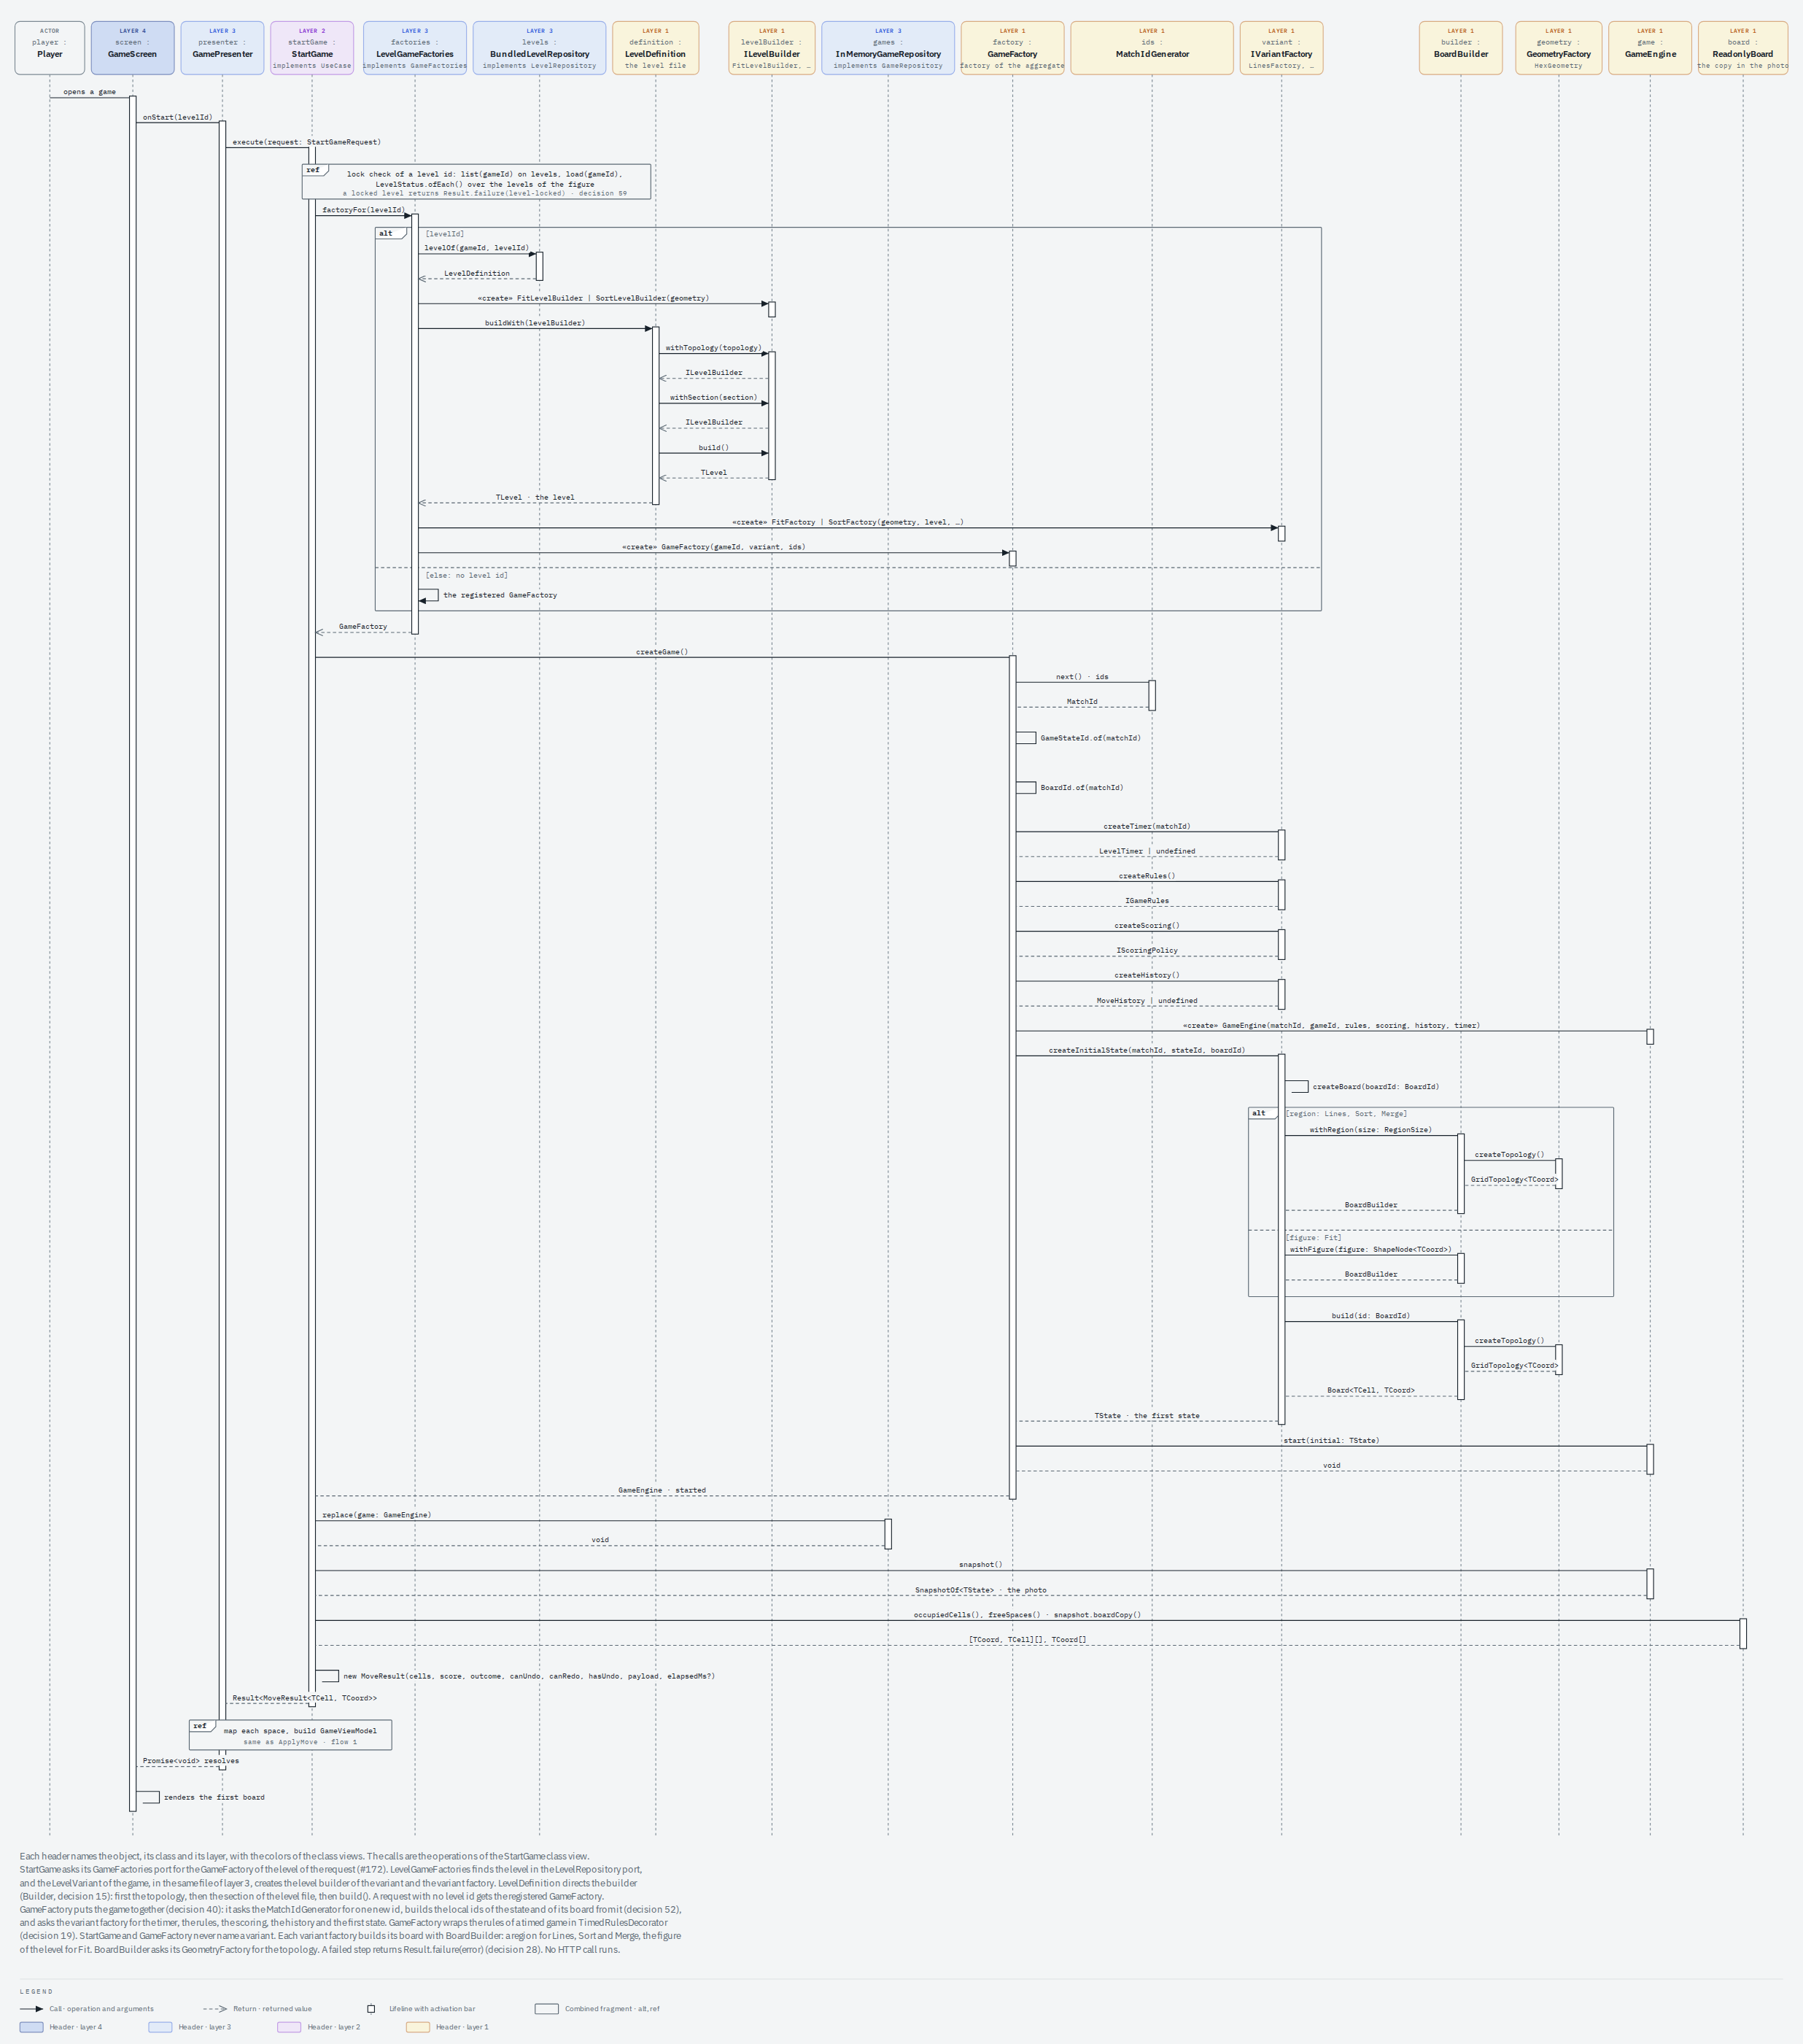 ACTOR
player :
Player
LAYER 4
screen :
GameScreen
LAYER 3
presenter :
GamePresenter
LAYER 2
startGame :
StartGame
implements UseCase
LAYER 3
factories :
LevelGameFactories
implements GameFactories
LAYER 3
levels :
BundledLevelRepository
implements LevelRepository
LAYER 1
definition :
LevelDefinition
the level file
LAYER 1
levelBuilder :
ILevelBuilder
FitLevelBuilder, …
LAYER 3
games :
InMemoryGameRepository
implements GameRepository
LAYER 1
factory :
GameFactory
factory of the aggregate
LAYER 1
ids :
MatchIdGenerator
LAYER 1
variant :
IVariantFactory
LinesFactory, …
LAYER 1
builder :
BoardBuilder
LAYER 1
geometry :
GeometryFactory
HexGeometry
LAYER 1
game :
GameEngine
LAYER 1
board :
ReadonlyBoard
the copy in the photo
opens a game
onStart(levelId)
execute(request: StartGameRequest)
ref
lock check of a level id: list(gameId) on levels, load(gameId),
LevelStatus.ofEach() over the levels of the figure
a locked level returns Result.failure(level-locked) · decision 59
factoryFor(levelId)
alt
[levelId]
levelOf(gameId, levelId)
LevelDefinition
«create» FitLevelBuilder | SortLevelBuilder(geometry)
buildWith(levelBuilder)
withTopology(topology)
ILevelBuilder
withSection(section)
ILevelBuilder
build()
TLevel
TLevel · the level
«create» FitFactory | SortFactory(geometry, level, …)
«create» GameFactory(gameId, variant, ids)
[else: no level id]
the registered GameFactory
GameFactory
createGame()
next() · ids
MatchId
GameStateId.of(matchId)
BoardId.of(matchId)
createTimer(matchId)
LevelTimer | undefined
createRules()
IGameRules
createScoring()
IScoringPolicy
createHistory()
MoveHistory | undefined
«create» GameEngine(matchId, gameId, rules, scoring, history, timer)
createInitialState(matchId, stateId, boardId)
createBoard(boardId: BoardId)
alt
[region: Lines, Sort, Merge]
withRegion(size: RegionSize)
createTopology()
GridTopology<TCoord>
BoardBuilder
[figure: Fit]
withFigure(figure: ShapeNode<TCoord>)
BoardBuilder
build(id: BoardId)
createTopology()
GridTopology<TCoord>
Board<TCell, TCoord>
TState · the first state
start(initial: TState)
void
GameEngine · started
replace(game: GameEngine)
void
snapshot()
SnapshotOf<TState> · the photo
occupiedCells(), freeSpaces() · snapshot.boardCopy()
[TCoord, TCell][], TCoord[]
new MoveResult(cells, score, outcome, canUndo, canRedo, hasUndo, payload, elapsedMs?)
Result<MoveResult<TCell, TCoord>>
ref
map each space, build GameViewModel
same as ApplyMove · flow 1
Promise<void> resolves
renders the first board
Each header names the object, its class and its layer, with the colors of the class views. The calls are the operations of the StartGame class view.
StartGame asks its GameFactories port for the GameFactory of the level of the request (#172). LevelGameFactories finds the level in the LevelRepository port,
and the LevelVariant of the game, in the same file of layer 3, creates the level builder of the variant and the variant factory. LevelDefinition directs the builder
(Builder, decision 15): first the topology, then the section of the level file, then build(). A request with no level id gets the registered GameFactory.
GameFactory puts the game together (decision 40): it asks the MatchIdGenerator for one new id, builds the local ids of the state and of its board from it (decision 52),
and asks the variant factory for the timer, the rules, the scoring, the history and the first state. GameFactory wraps the rules of a timed game in TimedRulesDecorator
(decision 19). StartGame and GameFactory never name a variant. Each variant factory builds its board with BoardBuilder: a region for Lines, Sort and Merge, the figure
of the level for Fit. BoardBuilder asks its GeometryFactory for the topology. A failed step returns Result.failure(error) (decision 28). No HTTP call runs.
LEGEND
Call · operation and arguments
Return · returned value
Lifeline with activation bar
Combined fragment · alt, ref
Header · layer 4
Header · layer 3
Header · layer 2
Header · layer 1